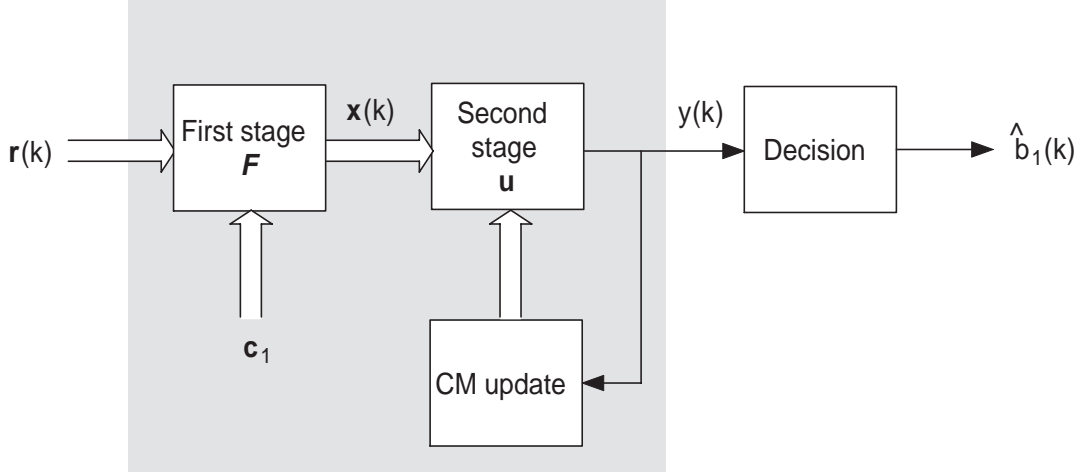 r(k)
First stage
F
x(k)
Second
stage
u
y(k)
Decision
b̂₁(k)
c₁
CM update